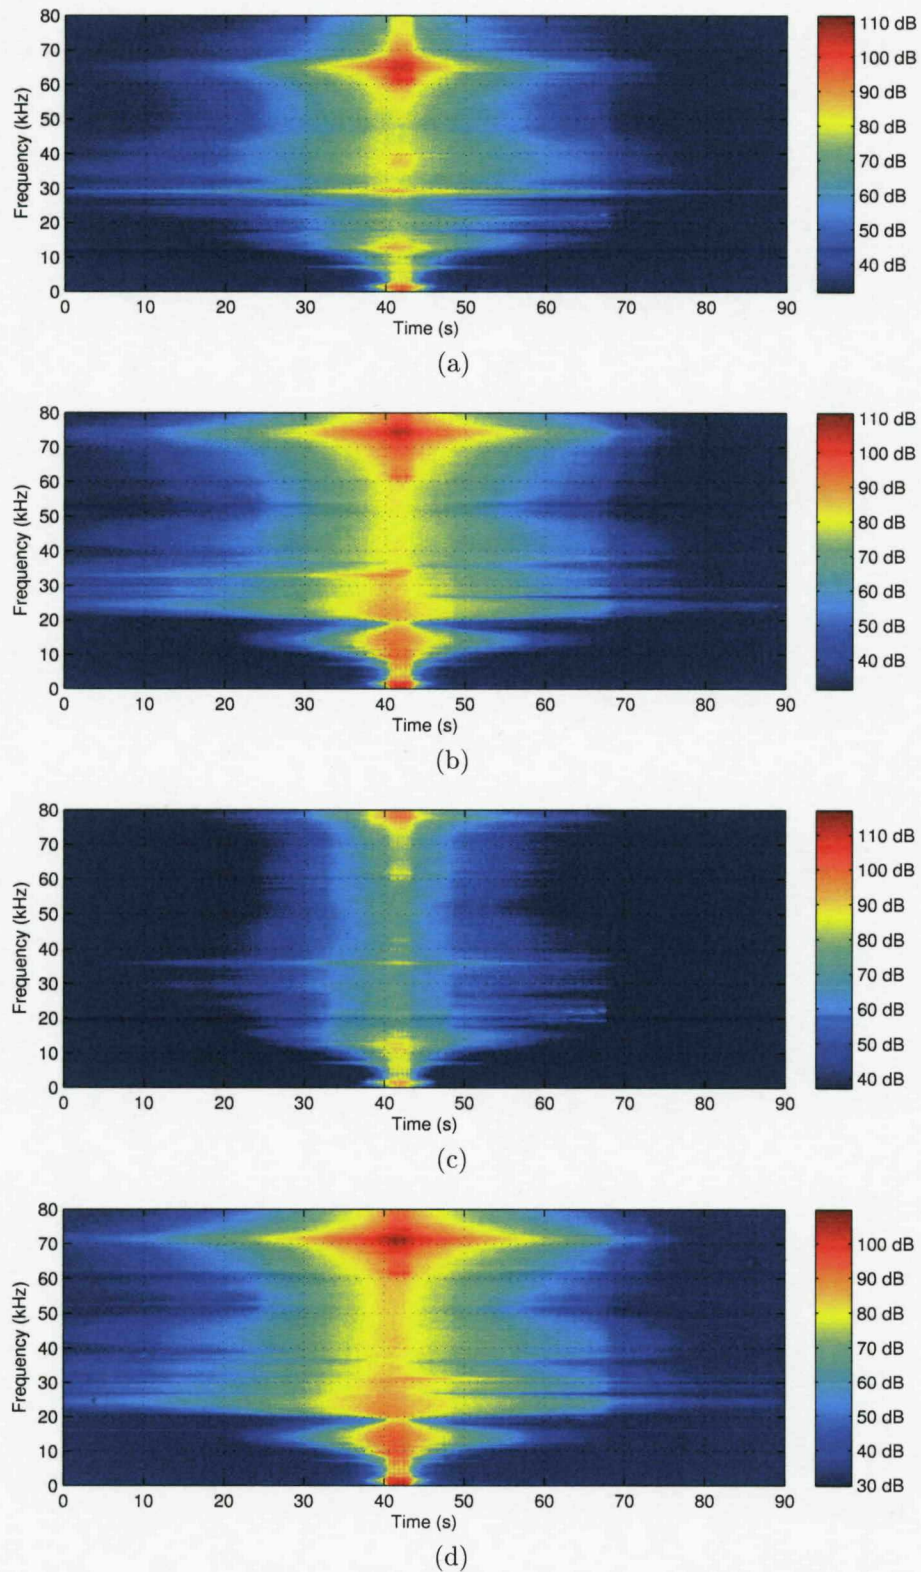 80
70
60
50
40
30
20
10
0
Frequency (kHz)
0 10 20 30 40 50 60 70 80 90
Time (s)
110 dB
100 dB
90 dB
80 dB
70 dB
60 dB
50 dB
40 dB
(a)
80
70
60
50
40
30
20
10
0
Frequency (kHz)
0 10 20 30 40 50 60 70 80 90
Time (s)
110 dB
100 dB
90 dB
80 dB
70 dB
60 dB
50 dB
40 dB
(b)
80
70
60
50
40
30
20
10
0
Frequency (kHz)
0 10 20 30 40 50 60 70 80 90
Time (s)
110 dB
100 dB
90 dB
80 dB
70 dB
60 dB
50 dB
40 dB
(c)
80
70
60
50
40
30
20
10
0
Frequency (kHz)
0 10 20 30 40 50 60 70 80 90
Time (s)
100 dB
90 dB
80 dB
70 dB
60 dB
50 dB
40 dB
30 dB
(d)